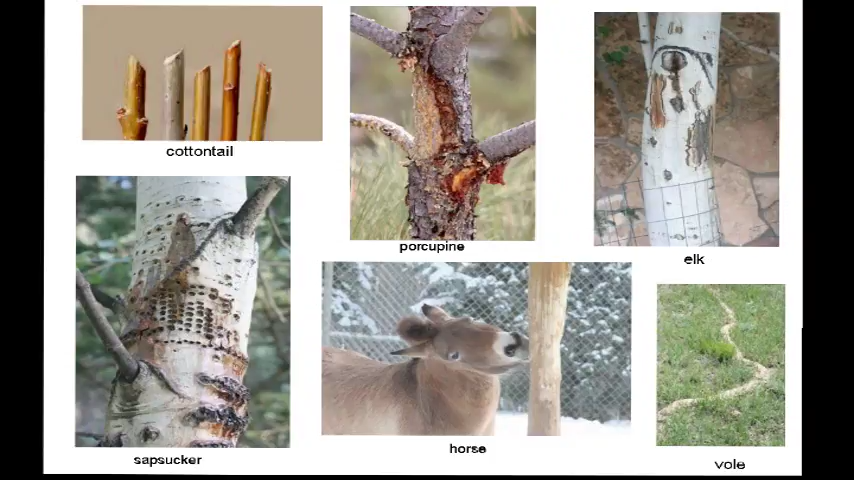 cottontail
porcupine
elk
sapsucker
horse
vole